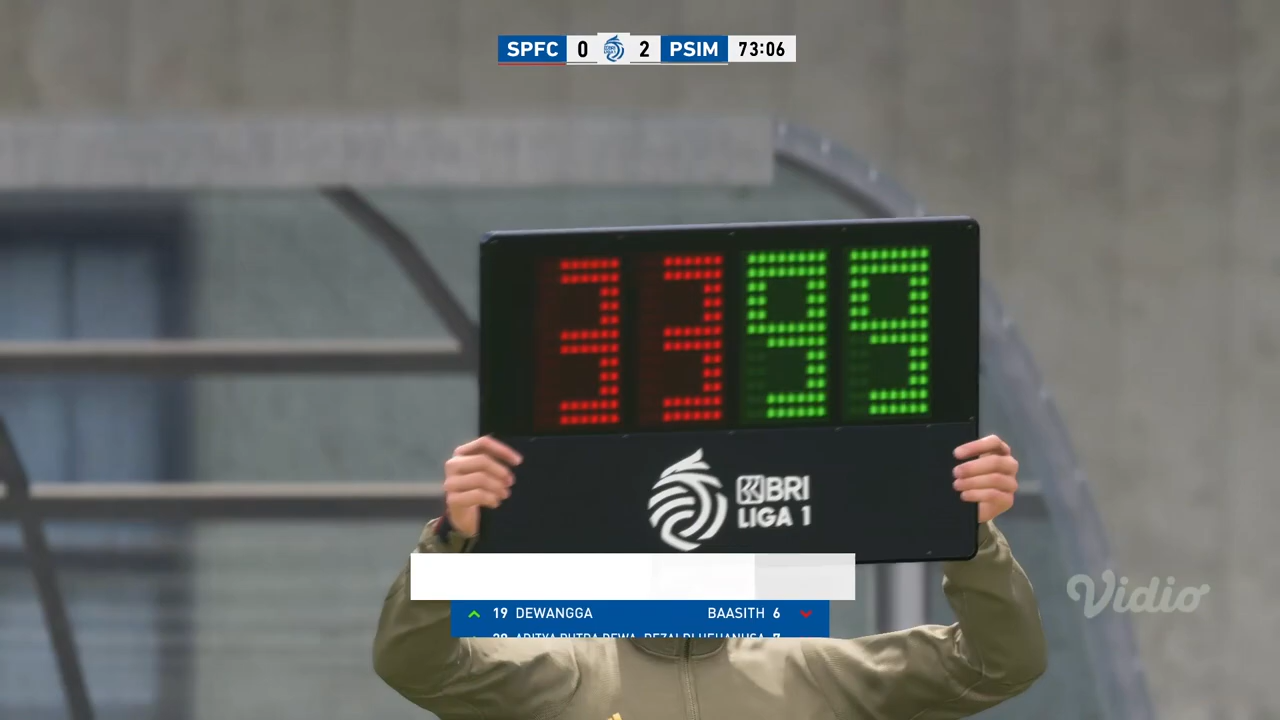 SPFC 0 2 PSIM 73:06
33 99
BRI
LIGA 1
19 DEWANGGA BAASITH 6
Vidio